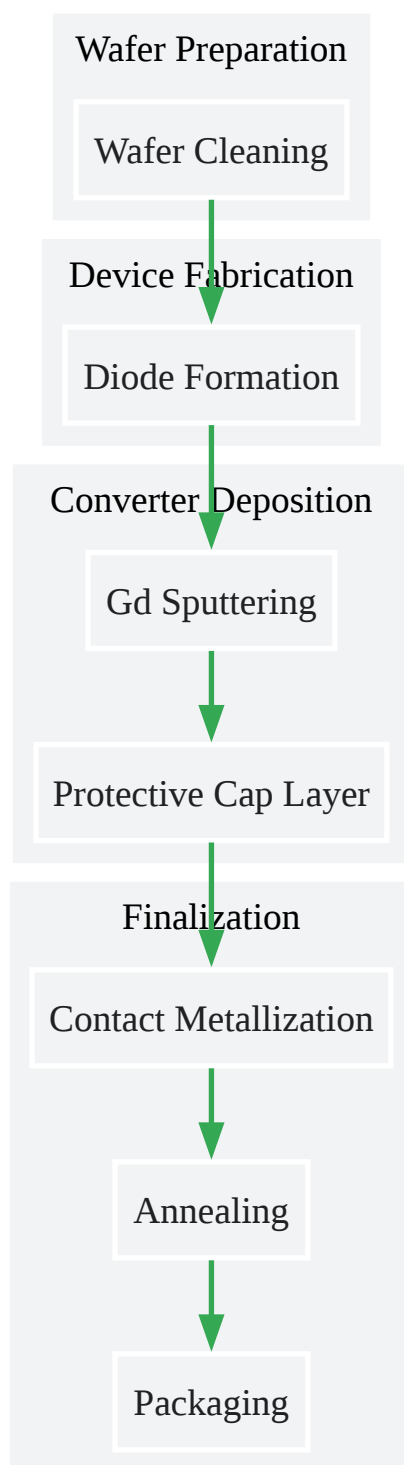 Wafer Preparation
Wafer Cleaning
Device Fabrication
Diode Formation
Converter Deposition
Gd Sputtering
Protective Cap Layer
Finalization
Contact Metallization
Annealing
Packaging